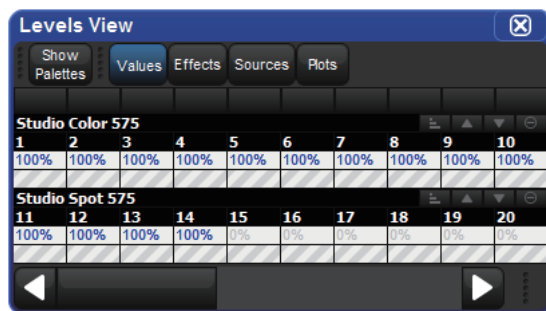 Levels View
Show Palettes Values Effects Sources Plots
Studio Color 575
1 2 3 4 5 6 7 8 9 10
100% 100% 100% 100% 100% 100% 100% 100% 100% 100%
Studio Spot 575
11 12 13 14 15 16 17 18 19 20
100% 100% 100% 100% 0% 0% 0% 0% 0% 0%